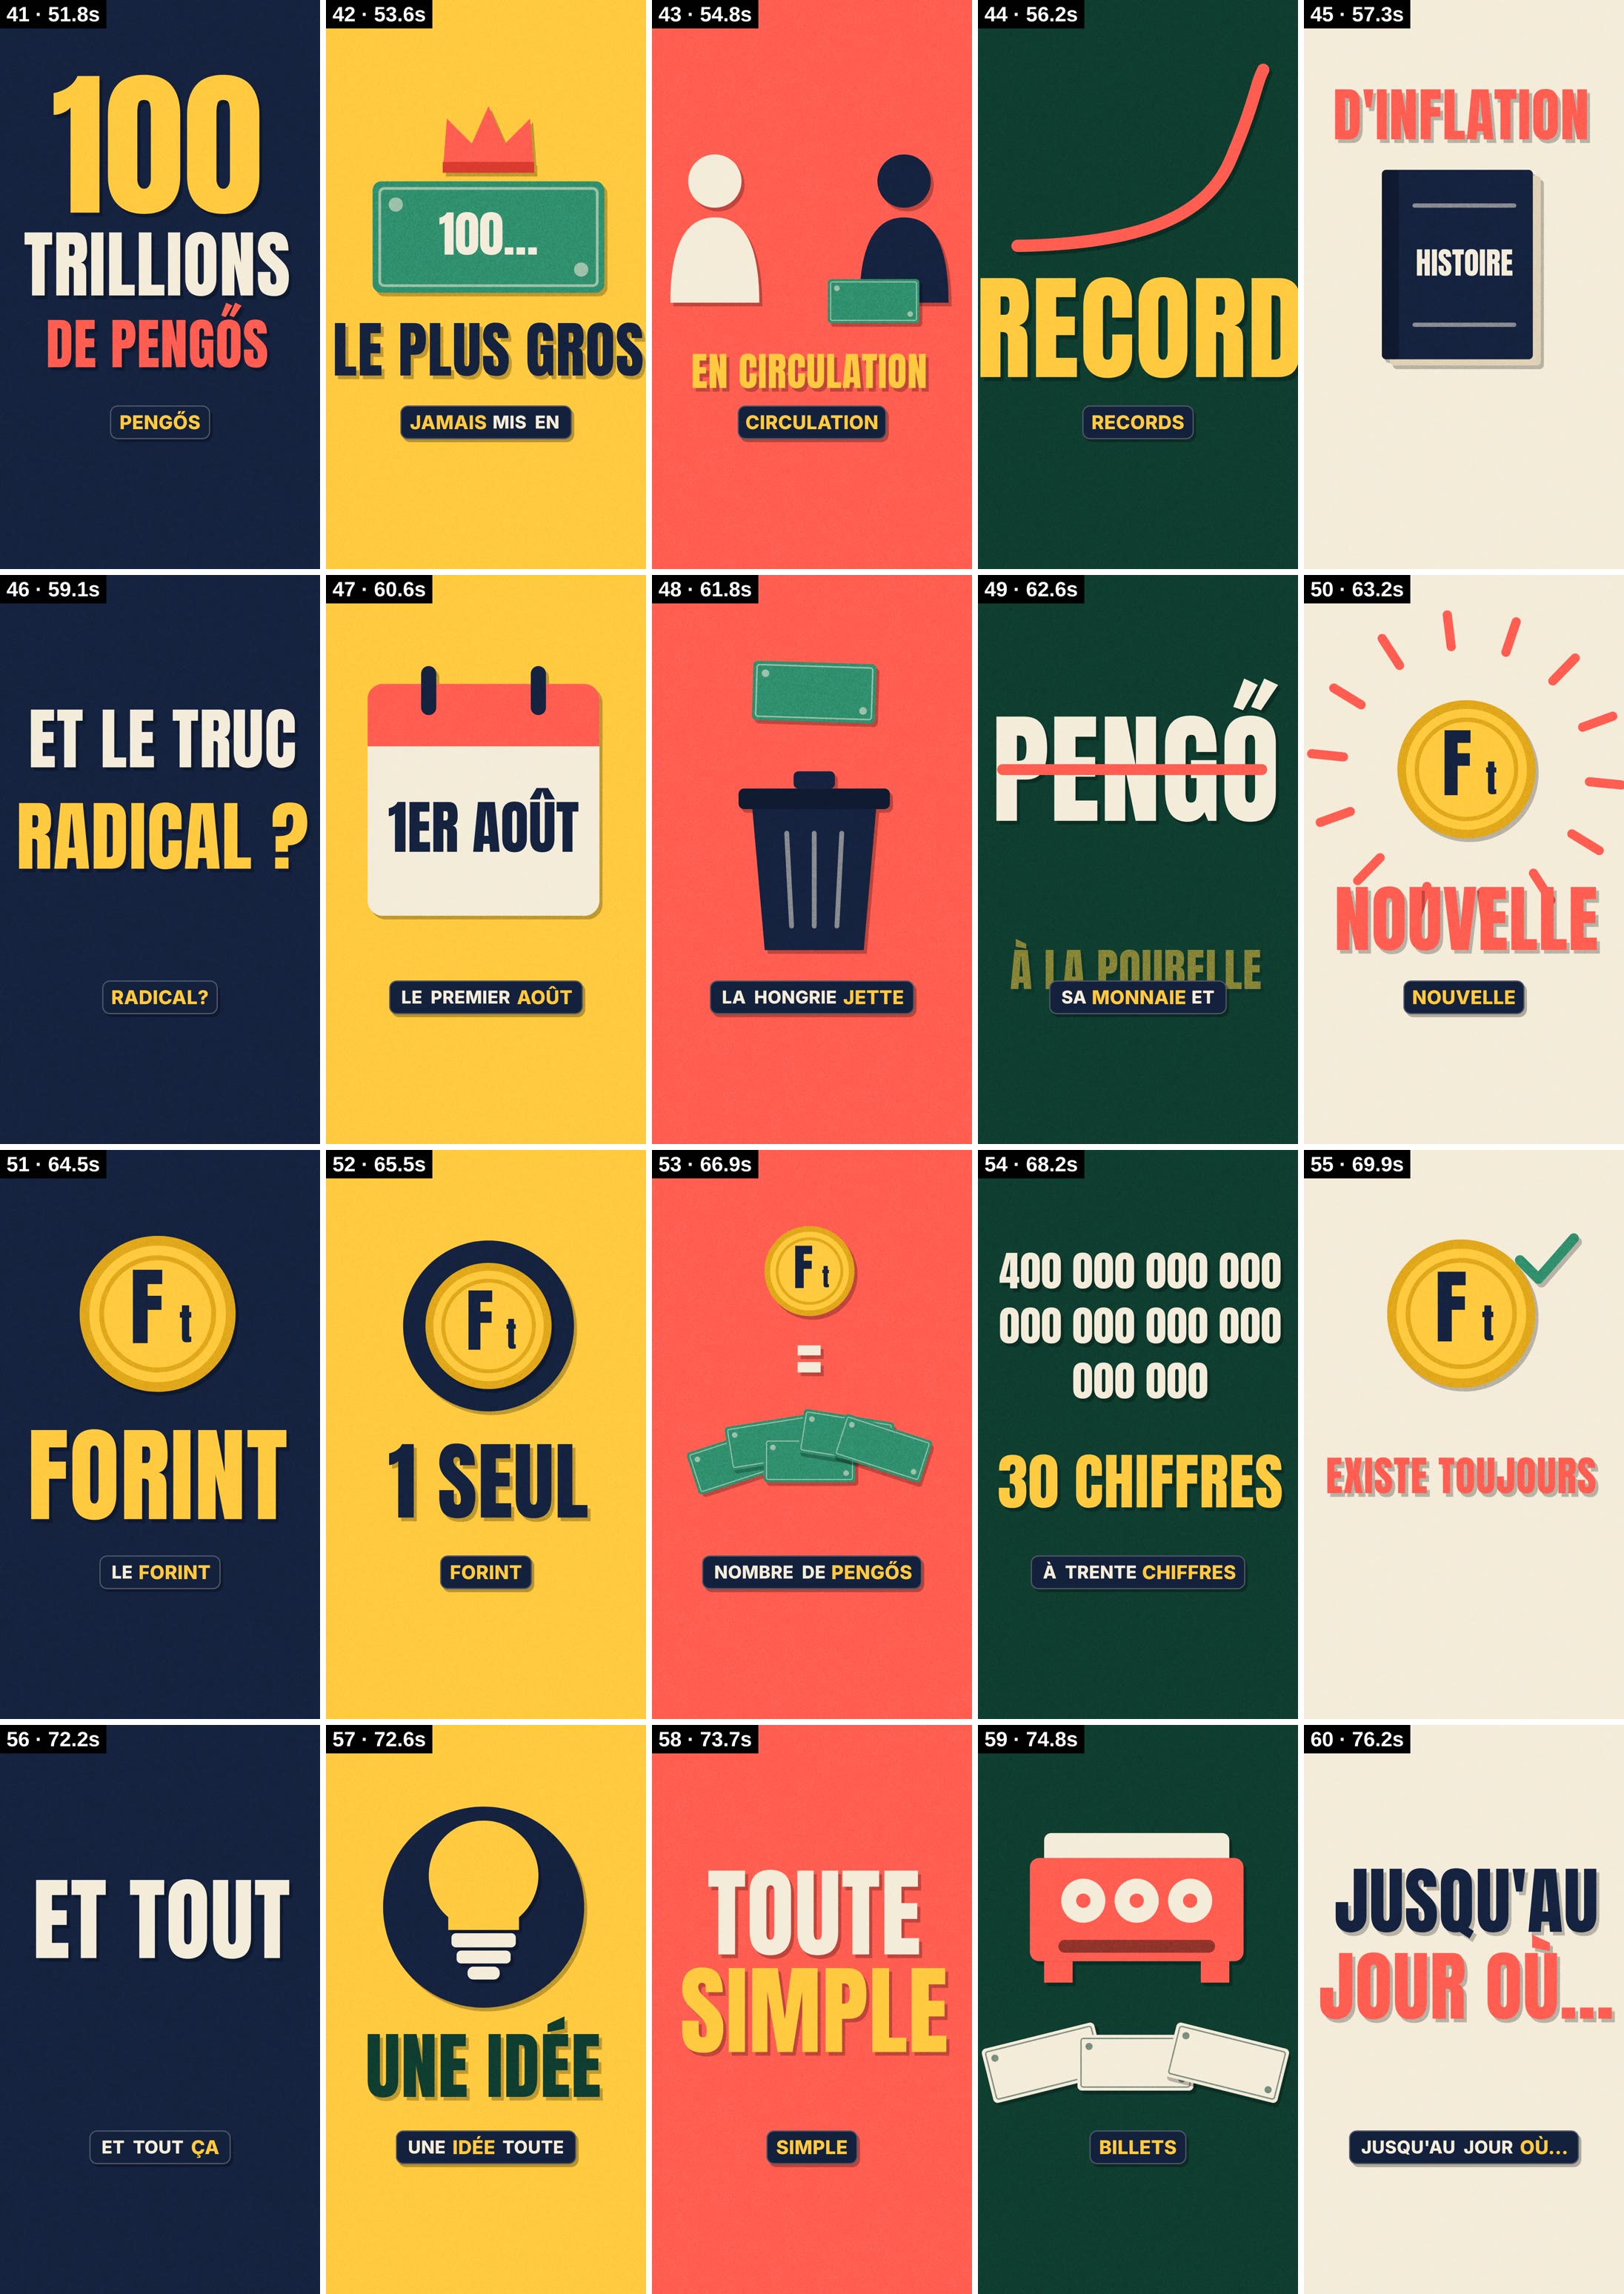 41 · 51.8s
100
TRILLIONS
DE PENGŐS
PENGŐS
42 · 53.6s
100...
LE PLUS GROS
JAMAIS MIS EN
43 · 54.8s
EN CIRCULATION
CIRCULATION
44 · 56.2s
RECORD
RECORDS
45 · 57.3s
D'INFLATION
HISTOIRE
46 · 59.1s
ET LE TRUC
RADICAL ?
RADICAL?
47 · 60.6s
1ER AOÛT
LE PREMIER AOÛT
48 · 61.8s
LA HONGRIE JETTE
49 · 62.6s
PENGŐ
À LA POUBELLE
SA MONNAIE ET
50 · 63.2s
Ft
NOUVELLE
NOUVELLE
51 · 64.5s
Ft
FORINT
LE FORINT
52 · 65.5s
Ft
1 SEUL
FORINT
53 · 66.9s
Ft
=
NOMBRE DE PENGŐS
54 · 68.2s
400 000 000 000
000 000 000 000
000 000
30 CHIFFRES
À TRENTE CHIFFRES
55 · 69.9s
Ft
EXISTE TOUJOURS
56 · 72.2s
ET TOUT
ET TOUT ÇA
57 · 72.6s
UNE IDÉE
UNE IDÉE TOUTE
58 · 73.7s
TOUTE
SIMPLE
SIMPLE
59 · 74.8s
BILLETS
60 · 76.2s
JUSQU'AU
JOUR OÙ...
JUSQU'AU JOUR OÙ...